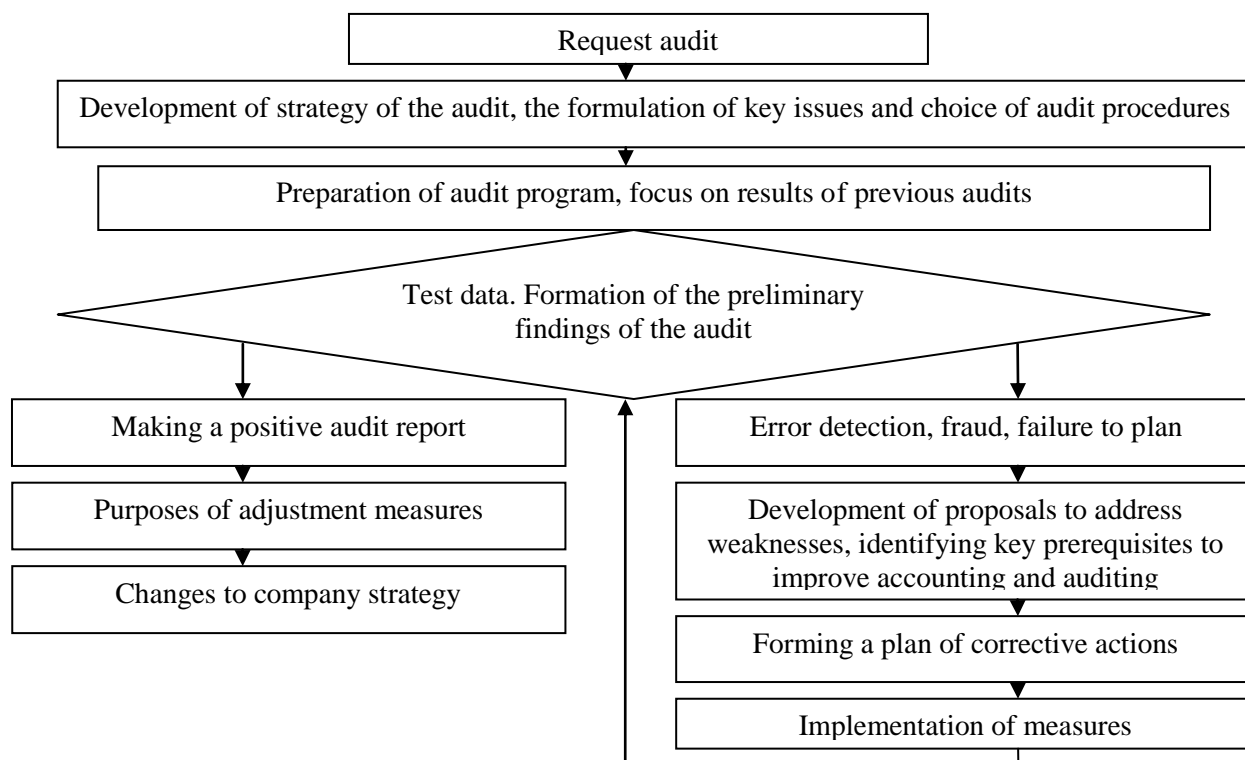 Request audit
Development of strategy of the audit, the formulation of key issues and choice of audit procedures
Preparation of audit program, focus on results of previous audits
Test data. Formation of the preliminary
findings of the audit
Making a positive audit report
Purposes of adjustment measures
Changes to company strategy
Error detection, fraud, failure to plan
Development of proposals to address
weaknesses, identifying key prerequisites to
improve accounting and auditing
Forming a plan of corrective actions
Implementation of measures